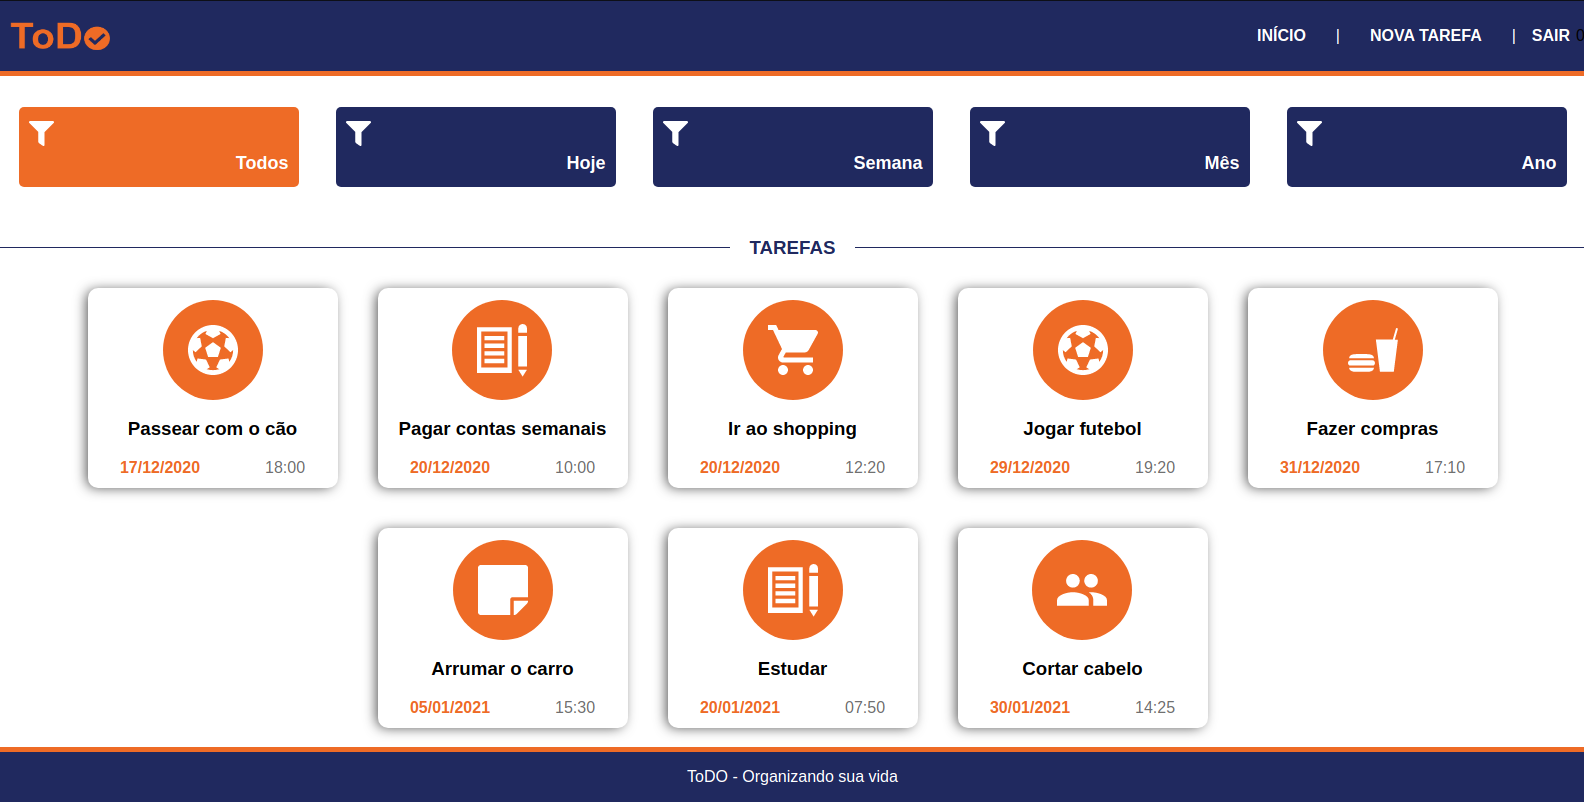 ToDO
INÍCIO | NOVA TAREFA | SAIR 0
Todos
Hoje
Semana
Mês
Ano
TAREFAS
Passear com o cão
17/12/2020 18:00
Pagar contas semanais
20/12/2020 10:00
Ir ao shopping
20/12/2020 12:20
Jogar futebol
29/12/2020 19:20
Fazer compras
31/12/2020 17:10
Arrumar o carro
05/01/2021 15:30
Estudar
20/01/2021 07:50
Cortar cabelo
30/01/2021 14:25
ToDO - Organizando sua vida